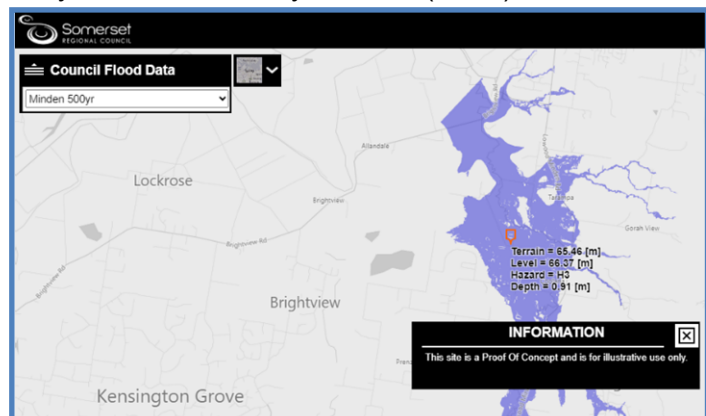 Somerset
REGIONAL COUNCIL
Council Flood Data
Minden 500yr
Allandale
Lockrose
Brightview
Tarampa
Gorah View
Brightview Rd
Terrain = 65.46 [m]
Level = 66.37 [m]
Hazard = H3
Depth = 0.91 [m]
Brightview
INFORMATION
This site is a Proof Of Concept and is for illustrative use only.
Kensington Grove